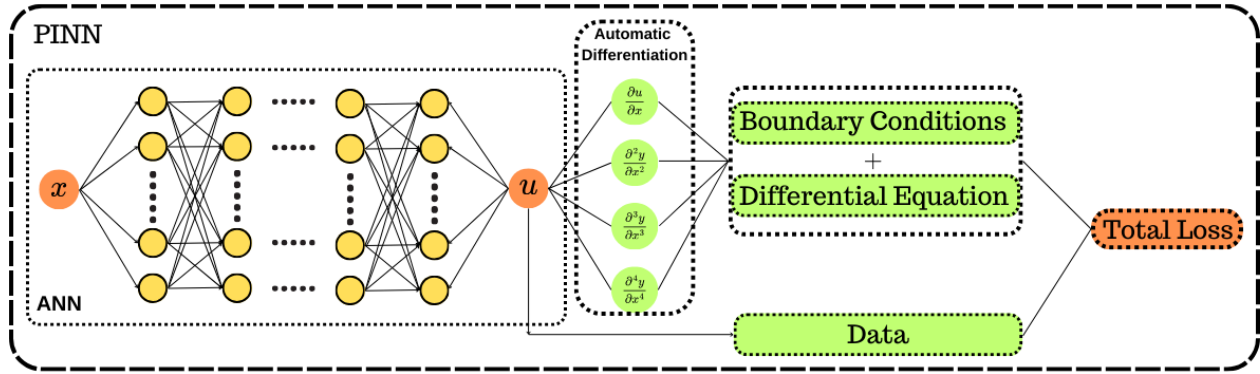 PINN
Automatic
Differentiation
x
u
∂u/∂x
∂²y/∂x²
∂³y/∂x³
∂⁴y/∂x⁴
Boundary Conditions
+
Differential Equation
Total Loss
ANN
Data